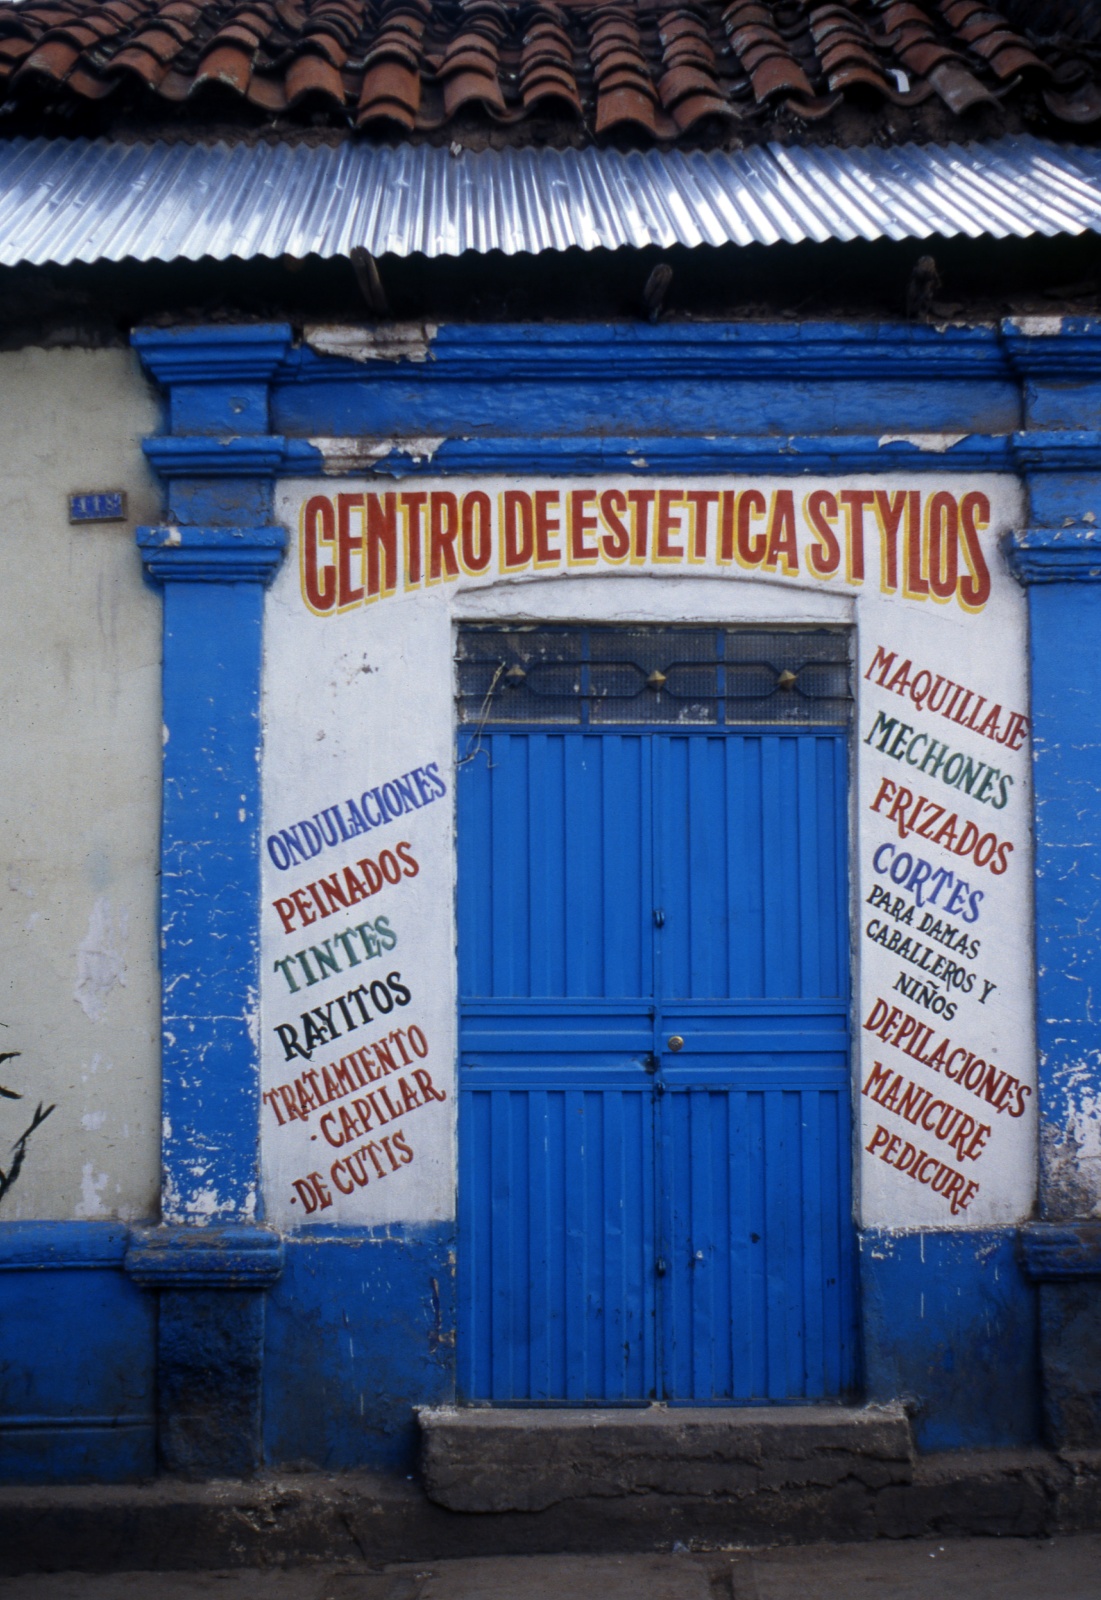 CENTRO DE ESTETICA STYLOS
ONDULACIONES
PEINADOS
TINTES
RAYITOS
TRATAMIENTO
·CAPILAR
·DE CUTIS
MAQUILLAJE
MECHONES
FRIZADOS
CORTES
PARA DAMAS
CABALLEROS Y
NIÑOS
DEPILACIONES
MANICURE
PEDICURE